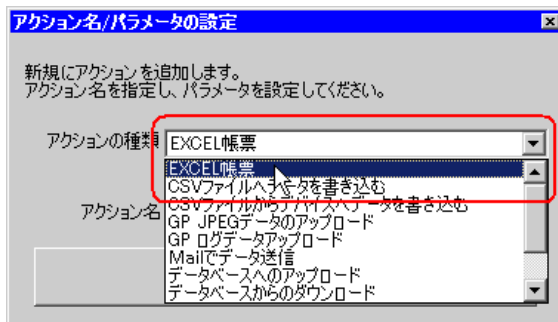 アクション名/パラメータの設定
新規にアクションを追加します。
アクション名を指定し、パラメータを設定してください。
アクションの種類 EXCEL帳票
EXCEL帳票
CSVファイルへデータを書き込む
CSVファイルからデバイスへデータを書き込む
アクション名
GP JPEGデータのアップロード
GP ログデータアップロード
Mailでデータ送信
データベースへのアップロード
データベースからのダウンロード